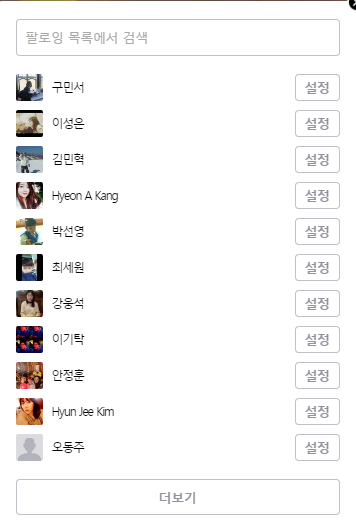 팔로잉 목록에서 검색
구민서 설정
이성은 설정
김민혁 설정
Hyeon A Kang 설정
박선영 설정
최세원 설정
강웅석 설정
이기탁 설정
안정훈 설정
Hyun Jee Kim 설정
오동주 설정
더보기